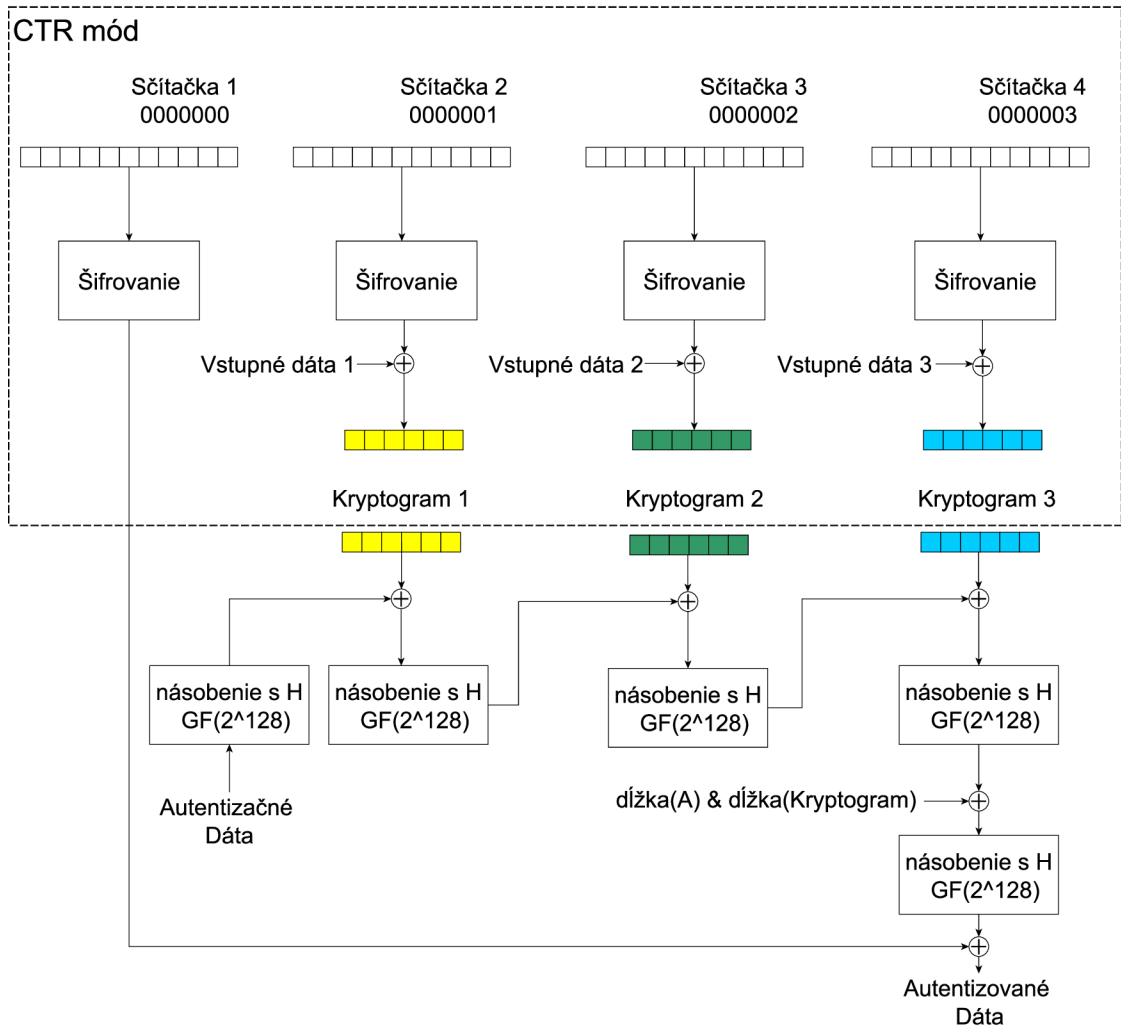 CTR mód
Sčítačka 1
0000000
Sčítačka 2
0000001
Sčítačka 3
0000002
Sčítačka 4
0000003
Šifrovanie
Šifrovanie
Šifrovanie
Šifrovanie
Vstupné dáta 1
Vstupné dáta 2
Vstupné dáta 3
Kryptogram 1
Kryptogram 2
Kryptogram 3
násobenie s H
GF(2^128)
násobenie s H
GF(2^128)
násobenie s H
GF(2^128)
násobenie s H
GF(2^128)
Autentizačné
Dáta
dĺžka(A) & dĺžka(Kryptogram)
násobenie s H
GF(2^128)
Autentizované
Dáta